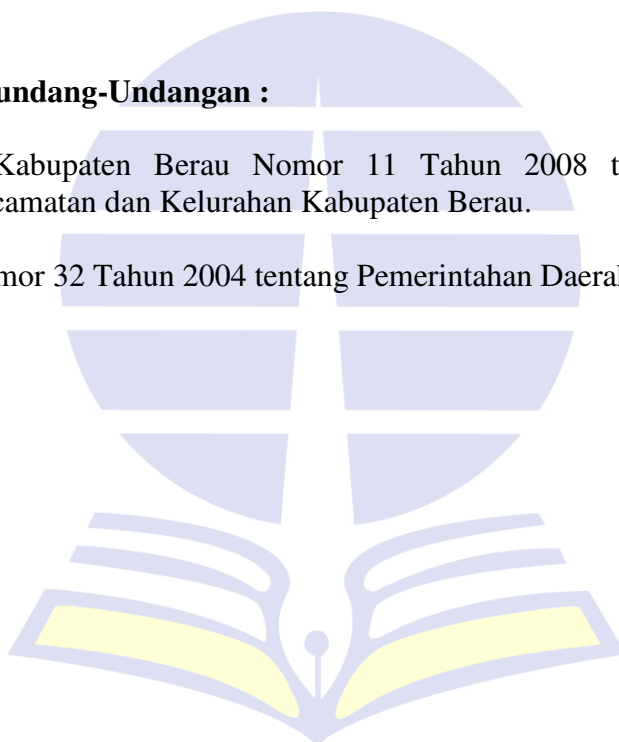 undang-Undangan :
Kabupaten Berau Nomor 11 Tahun 2008 t
camatan dan Kelurahan Kabupaten Berau.
mor 32 Tahun 2004 tentang Pemerintahan Daera